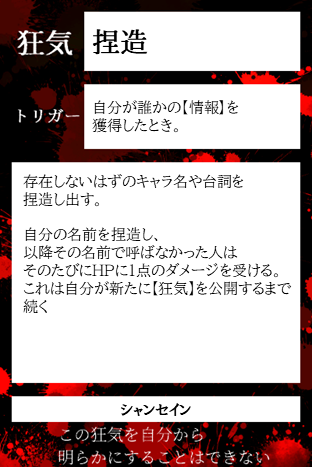 狂気
捏造
トリガー
自分が誰かの【情報】を
獲得したとき。
存在しないはずのキャラ名や台詞を
捏造し出す。
自分の名前を捏造し、
以降その名前で呼ばなかった人は
そのたびにHPに1点のダメージを受ける。
これは自分が新たに【狂気】を公開するまで
続く
シャンセイン
この狂気を自分から
明らかにすることはできない